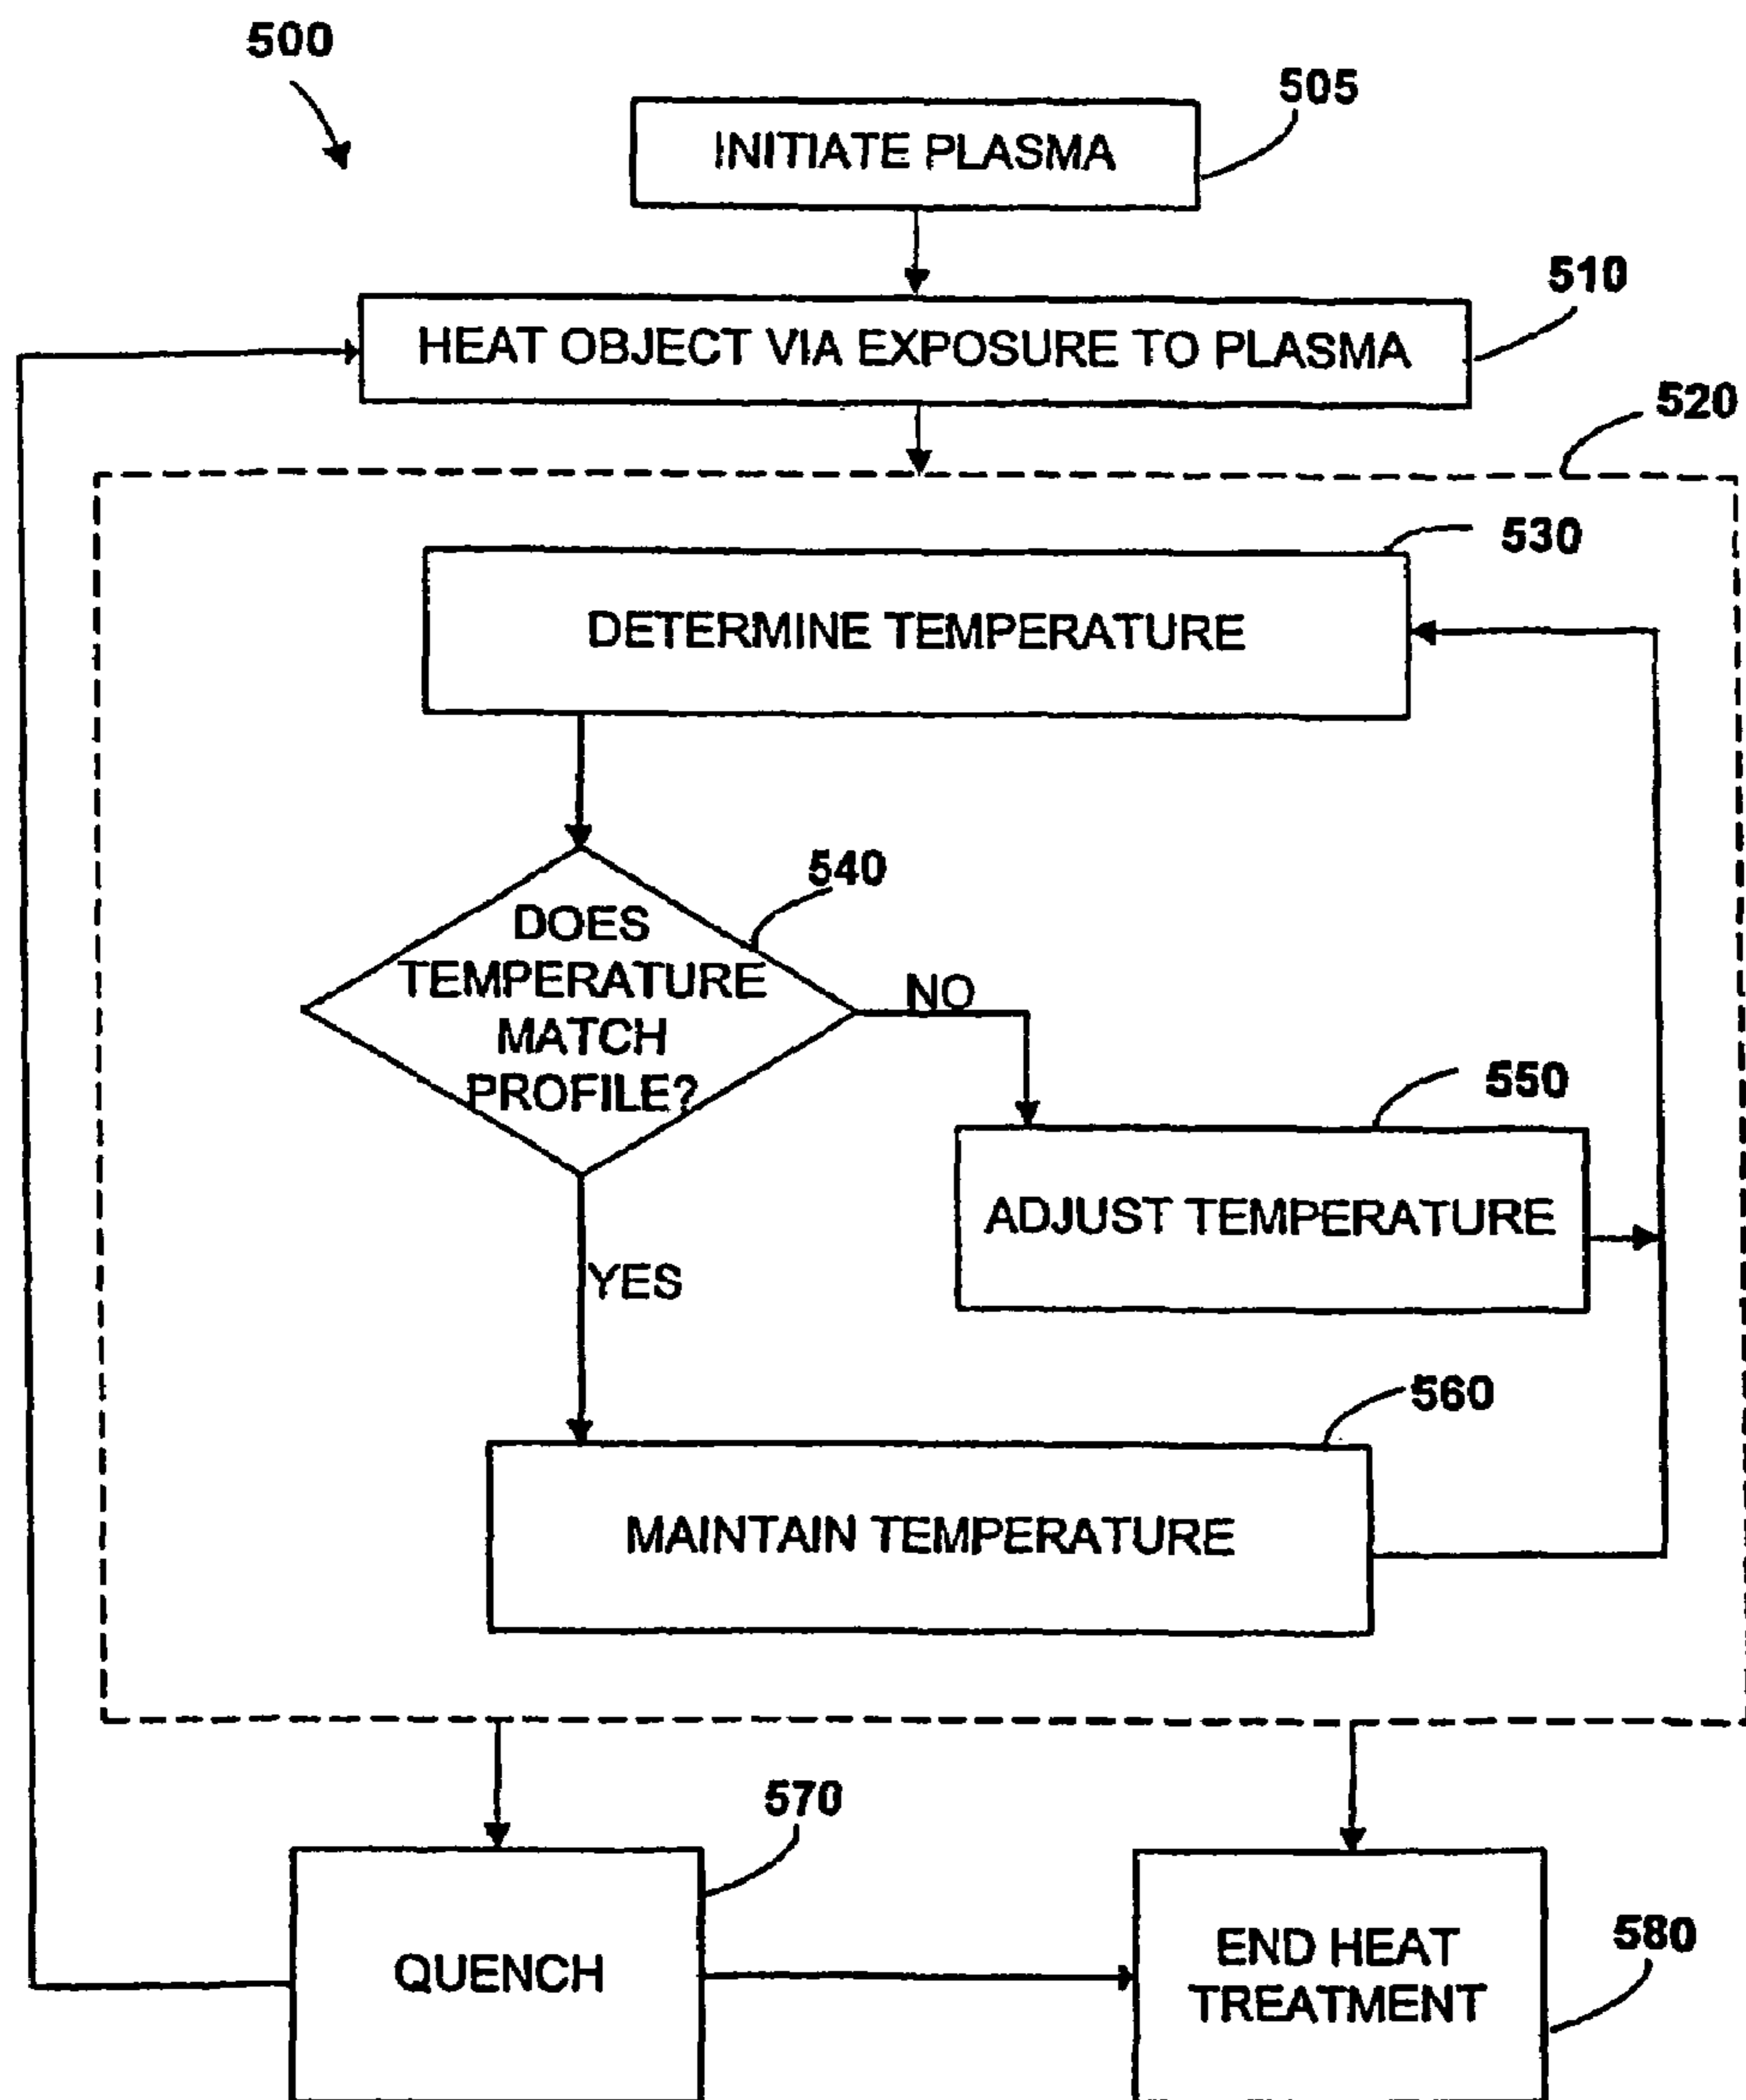 500
505
INITIATE PLASMA
510
HEAT OBJECT VIA EXPOSURE TO PLASMA
520
530
DETERMINE TEMPERATURE
540
DOES
TEMPERATURE
MATCH
PROFILE?
NO
550
ADJUST TEMPERATURE
YES
560
MAINTAIN TEMPERATURE
570
QUENCH
580
END HEAT
TREATMENT